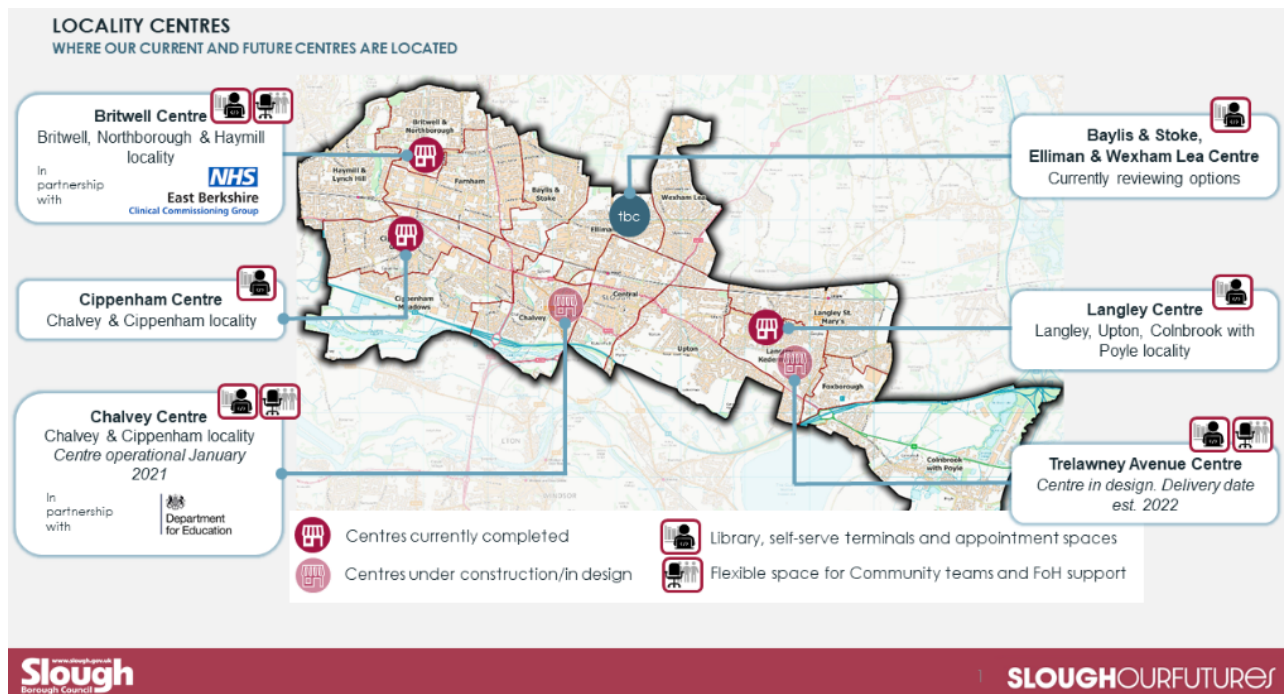 LOCALITY CENTRES
WHERE OUR CURRENT AND FUTURE CENTRES ARE LOCATED
Britwell Centre
Britwell, Northborough & Haymill
locality
In
partnership
with
NHS
East Berkshire
Clinical Commissioning Group
Cippenham Centre
Chalvey & Cippenham locality
Chalvey Centre
Chalvey & Cippenham locality
Centre operational January
2021
In
partnership
with
Department
for Education
Britwell &
Northborough
Haymill &
Lynch Hill
Farnham
Baylis &
Stoke
Wexham Lea
tbc
Cippenham
Meadows
Chalvey
Central
Upton
Langley St.
Mary's
Foxborough
Colnbrook
with Poyle
Baylis & Stoke,
Elliman & Wexham Lea Centre
Currently reviewing options
Langley Centre
Langley, Upton, Colnbrook with
Poyle locality
Trelawney Avenue Centre
Centre in design. Delivery date
est. 2022
Centres currently completed
Centres under construction/in design
Library, self-serve terminals and appointment spaces
Flexible space for Community teams and FoH support
www.slough.gov.uk
Slough
Borough Council
1
SLOUGHOURFUTURES